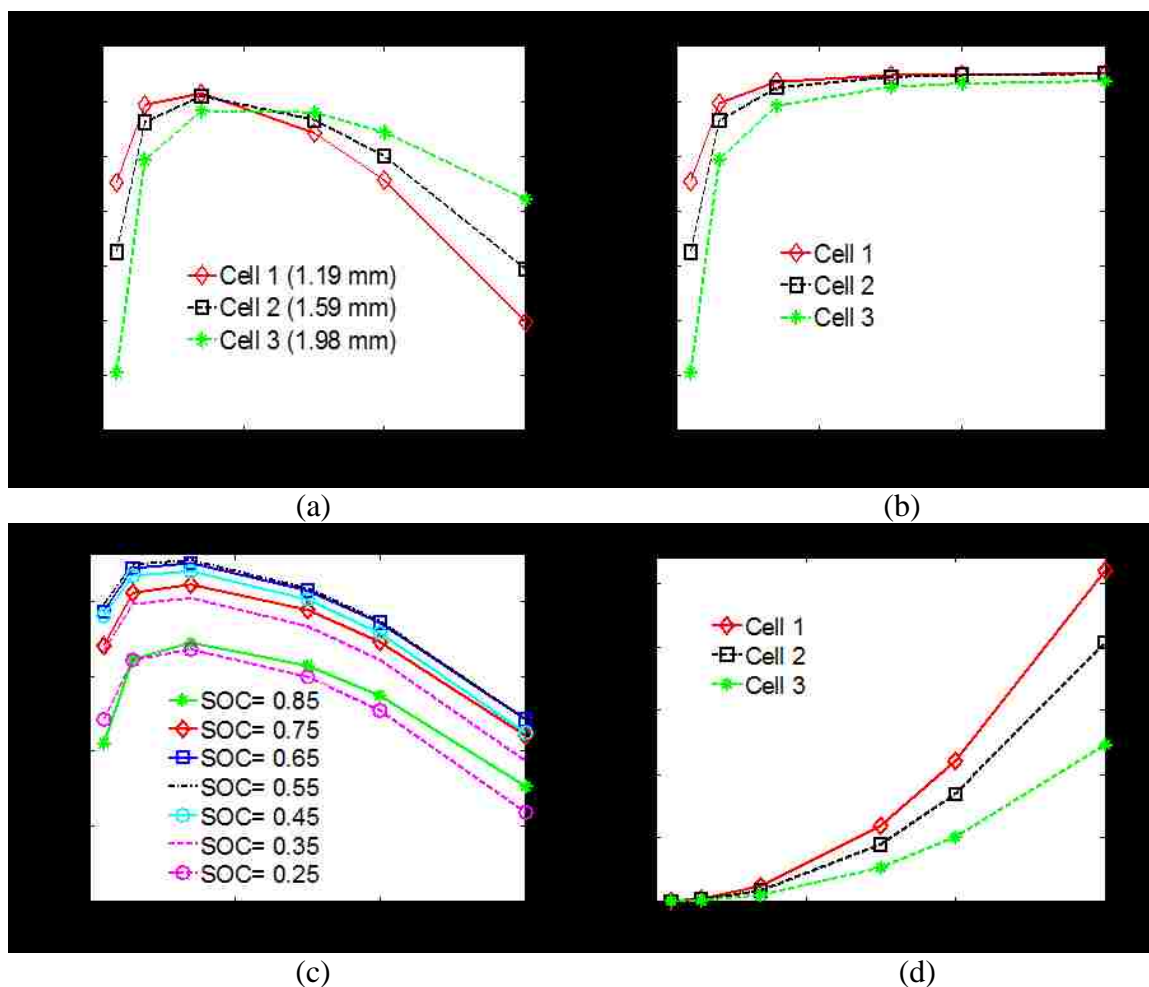 Cell 1 (1.19 mm)
Cell 2 (1.59 mm)
Cell 3 (1.98 mm)
Cell 1
Cell 2
Cell 3
(a)
(b)
SOC= 0.85
SOC= 0.75
SOC= 0.65
SOC= 0.55
SOC= 0.45
SOC= 0.35
SOC= 0.25
Cell 1
Cell 2
Cell 3
(c)
(d)